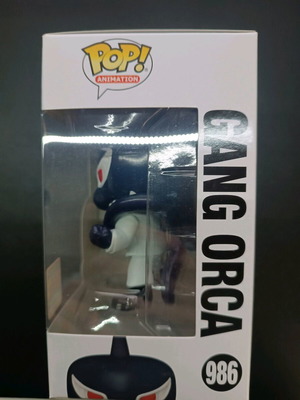 POP!
ANIMATION
GANG ORCA
986